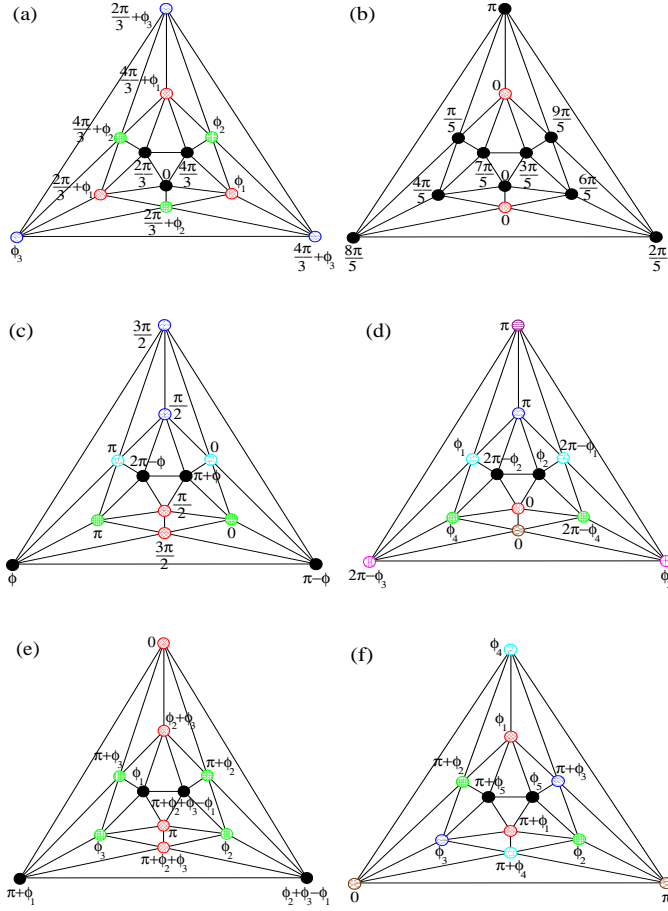 (a)
2π/3+ϕ₃
4π/3+ϕ₁
4π/3+ϕ₂
ϕ₂
2π/3
4π/3
0
2π/3+ϕ₁
ϕ₁
2π/3+ϕ₂
ϕ₃
4π/3+ϕ₃
(b)
π
0
π/5
9π/5
7π/5
3π/5
0
4π/5
6π/5
0
8π/5
2π/5
(c)
3π/2
π/2
π
0
2π−ϕ
π+ϕ
π/2
π
0
3π/2
ϕ
π−ϕ
(d)
π
π
ϕ₁
2π−ϕ₁
2π−ϕ₂
ϕ₂
0
ϕ₄
2π−ϕ₄
0
2π−ϕ₃
(e)
0
ϕ₂+ϕ₃
π+ϕ₃
π+ϕ₂
ϕ₁
π+ϕ₂+ϕ₃−ϕ₁
π
ϕ₃
ϕ₂
π+ϕ₂+ϕ₃
π+ϕ₁
ϕ₂+ϕ₃−ϕ₁
(f)
ϕ₄
ϕ₁
π+ϕ₂
π+ϕ₃
π+ϕ₅
ϕ₅
π+ϕ₁
ϕ₃
ϕ₂
π+ϕ₄
0
π